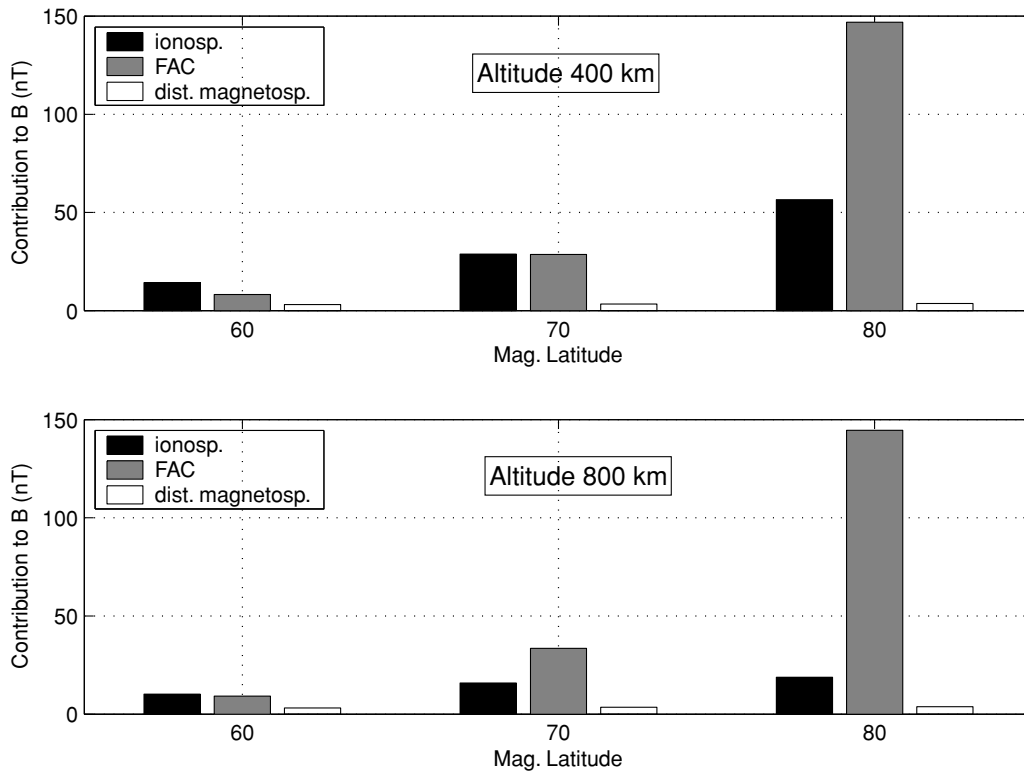 150
100
50
0
Contribution to B (nT)
ionosp.
FAC
dist. magnetosp.
Altitude 400 km
60
70
80
Mag. Latitude
150
100
50
0
Contribution to B (nT)
ionosp.
FAC
dist. magnetosp.
Altitude 800 km
60
70
80
Mag. Latitude